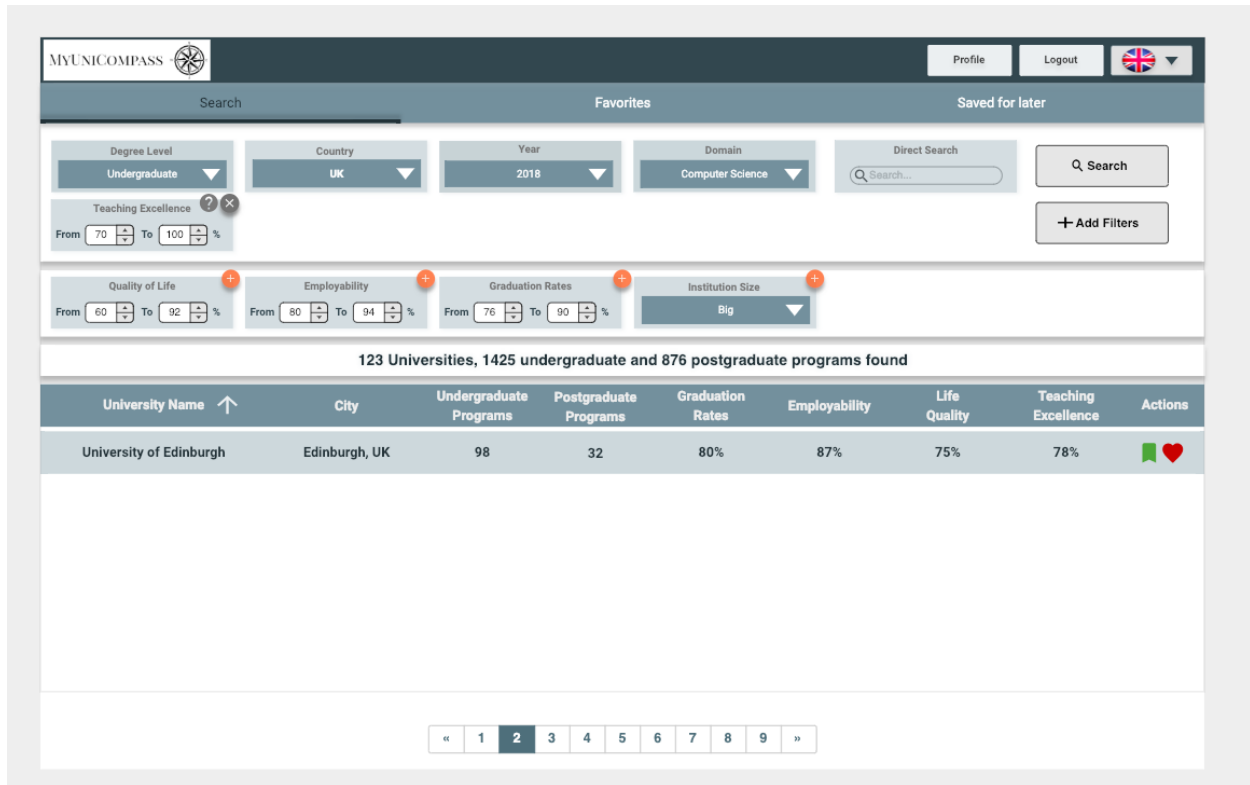 MYUNICOMPASS
Profile
Logout
Search
Favorites
Saved for later
Degree Level
Undergraduate
Country
UK
Year
2018
Domain
Computer Science
Direct Search
Search...
Search
Teaching Excellence ? ×
From 70 To 100 %
+ Add Filters
Quality of Life +
From 60 To 92 %
Employability +
From 80 To 94 %
Graduation Rates +
From 76 To 90 %
Institution Size +
Big
123 Universities, 1425 undergraduate and 876 postgraduate programs found
University Name
City
Undergraduate
Programs
Postgraduate
Programs
Graduation
Rates
Employability
Life
Quality
Teaching
Excellence
Actions
University of Edinburgh Edinburgh, UK 98 32 80% 87% 75% 78%
« 1 2 3 4 5 6 7 8 9 »